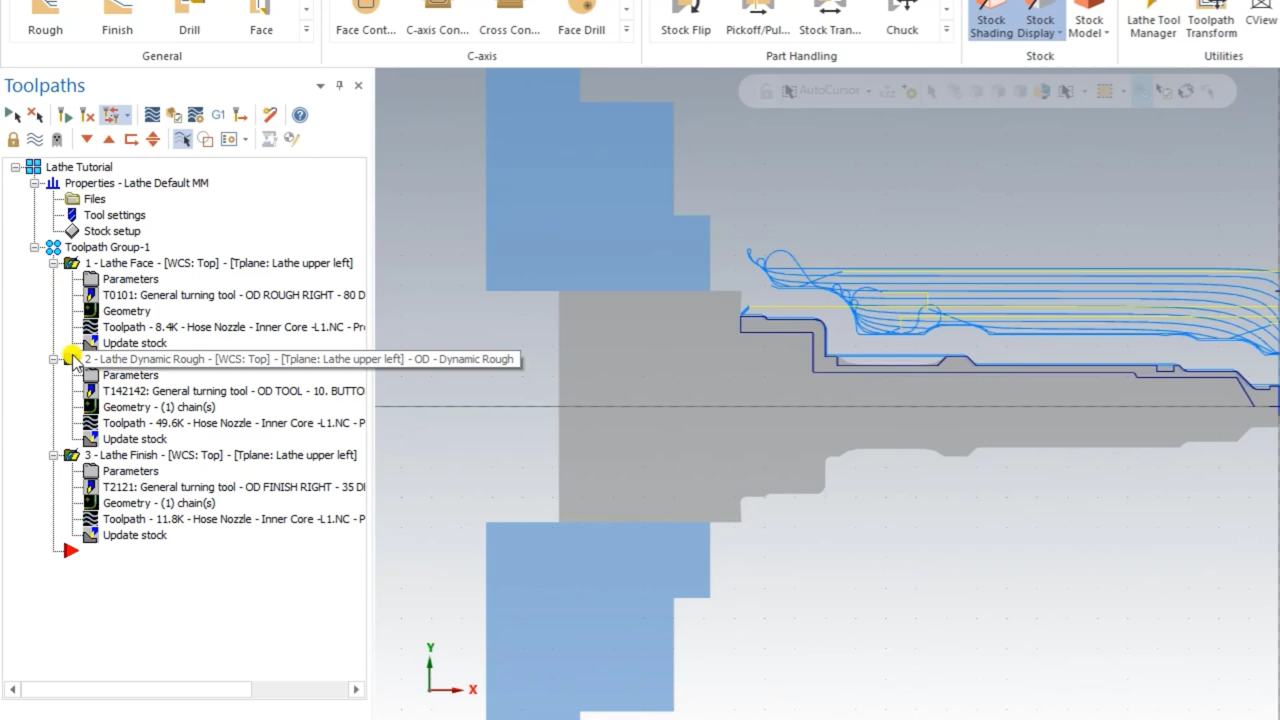 Rough
Finish
Drill
Face
Face Cont...
C-axis Con...
Cross Con...
Face Drill
Stock Flip
Pickoff/Pul...
Stock Tran...
Chuck
Stock
Shading
Stock
Display
Stock
Model
Lathe Tool
Manager
Toolpath
Transform
CView
General
C-axis
Part Handling
Stock
Utilities
Toolpaths
AutoCursor
G1
Lathe Tutorial
Properties - Lathe Default MM
Files
Tool settings
Stock setup
Toolpath Group-1
1 - Lathe Face - [WCS: Top] - [Tplane: Lathe upper left]
Parameters
T0101: General turning tool - OD ROUGH RIGHT - 80 D
Geometry
Toolpath - 8.4K - Hose Nozzle - Inner Core -L1.NC - Pr
Update stock
2 - Lathe Dynamic Rough - [WCS: Top] - [Tplane: Lathe upper left] - OD - Dynamic Rough
Parameters
T142142: General turning tool - OD TOOL - 10. BUTTO
Geometry - (1) chain(s)
Toolpath - 49.6K - Hose Nozzle - Inner Core -L1.NC - P
Update stock
3 - Lathe Finish - [WCS: Top] - [Tplane: Lathe upper left]
Parameters
T2121: General turning tool - OD FINISH RIGHT - 35 DI
Geometry - (1) chain(s)
Toolpath - 11.8K - Hose Nozzle - Inner Core -L1.NC - P
Update stock
Y
X